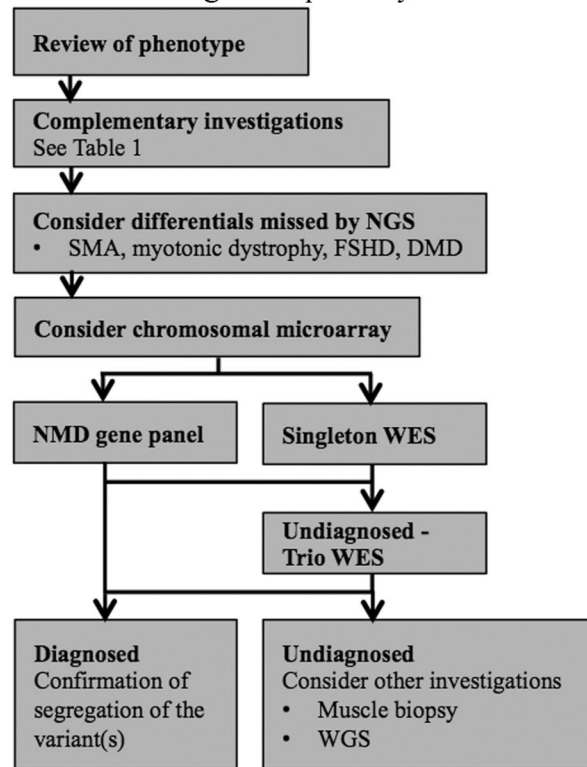 Review of phenotype
Complementary investigations
See Table 1
Consider differentials missed by NGS
• SMA, myotonic dystrophy, FSHD, DMD
Consider chromosomal microarray
NMD gene panel
Singleton WES
Undiagnosed -
Trio WES
Diagnosed
Confirmation of
segregation of the
variant(s)
Undiagnosed
Consider other investigations
• Muscle biopsy
• WGS